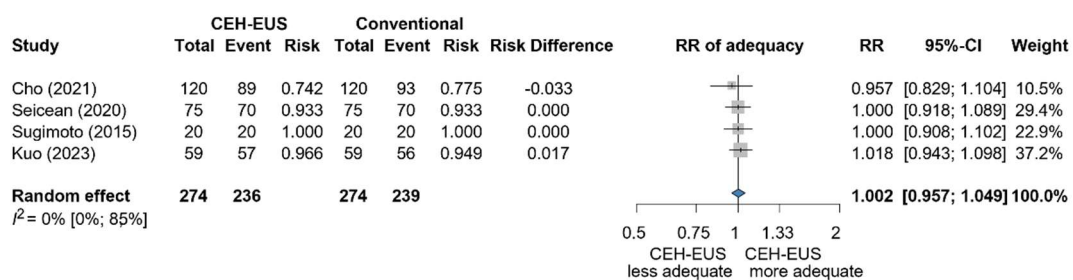 CEH-EUS Conventional
Study Total Event Risk Total Event Risk Risk Difference RR of adequacy RR 95%-CI Weight
Cho (2021) 120 89 0.742 120 93 0.775 -0.033 0.957 [0.829; 1.104] 10.5%
Seicean (2020) 75 70 0.933 75 70 0.933 0.000 1.000 [0.918; 1.089] 29.4%
Sugimoto (2015) 20 20 1.000 20 20 1.000 0.000 1.000 [0.908; 1.102] 22.9%
Kuo (2023) 59 57 0.966 59 56 0.949 0.017 1.018 [0.943; 1.098] 37.2%
Random effect 274 236 274 239 1.002 [0.957; 1.049] 100.0%
I² = 0% [0%; 85%]
0.5 0.75 1 1.33 2
CEH-EUS CEH-EUS
less adequate more adequate